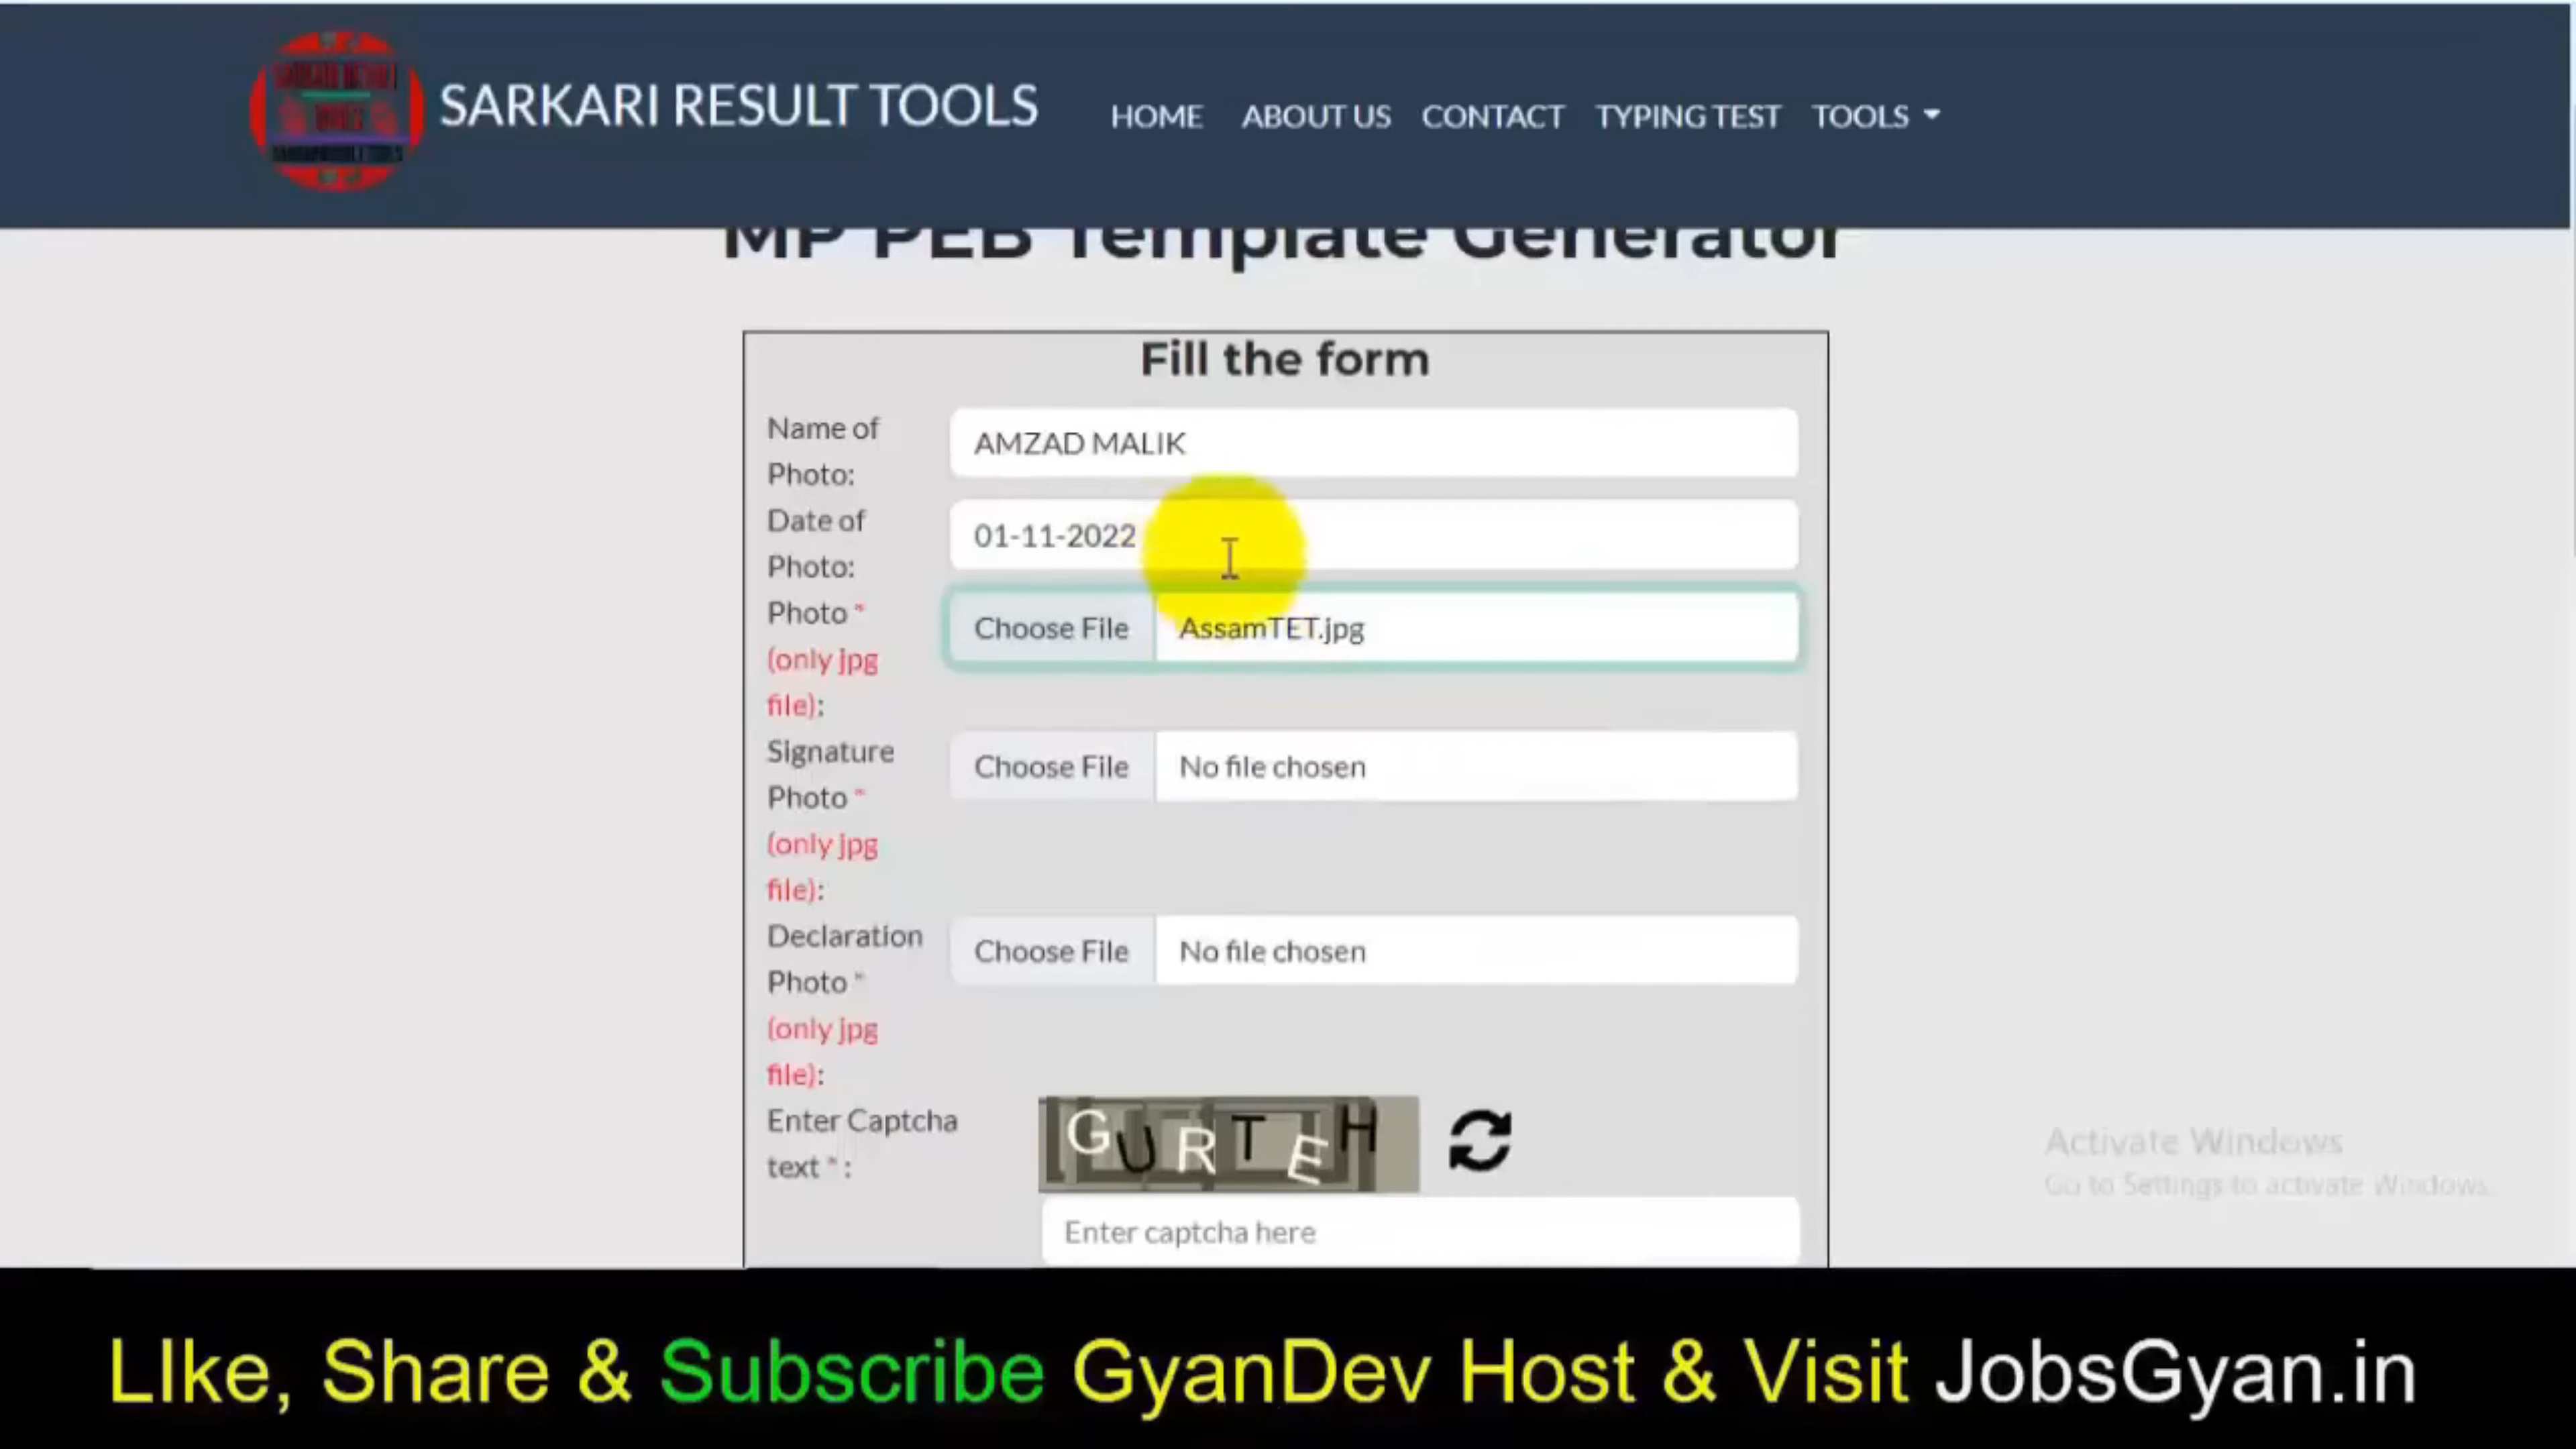 SARKARI RESULT TOOLS
HOME ABOUT US CONTACT TYPING TEST TOOLS
MP PEB Template Generator
Fill the form
Name of
Photo:
AMZAD MALIK
Date of
Photo:
01-11-2022
Photo *
(only jpg
file):
Choose File AssamTET.jpg
Signature
Photo *
(only jpg
file):
Choose File No file chosen
Declaration
Photo *
(only jpg
file):
Choose File No file chosen
Enter Captcha
text * :
GURTEH
Enter captcha here
Activate Windows
Go to Settings to activate Windows.
LIke, Share & Subscribe GyanDev Host & Visit JobsGyan.in